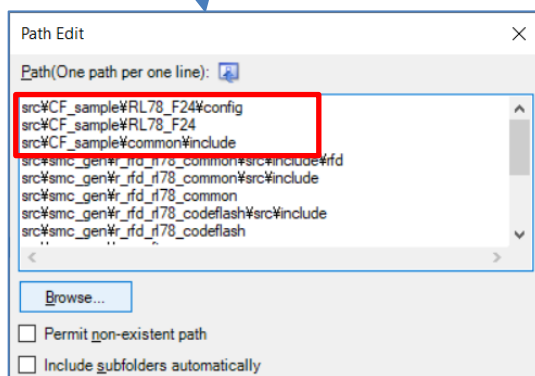 Path Edit
Path(One path per one line):
src¥CF_sample¥RL78_F24¥config
src¥CF_sample¥RL78_F24
src¥CF_sample¥common¥include
src¥smc_gen¥r_rfd_rl78_common¥src¥include¥rfd
src¥smc_gen¥r_rfd_rl78_common¥src¥include
src¥smc_gen¥r_rfd_rl78_common
src¥smc_gen¥r_rfd_rl78_codeflash¥src¥include
src¥smc_gen¥r_rfd_rl78_codeflash
Browse...
Permit non-existent path
Include subfolders automatically